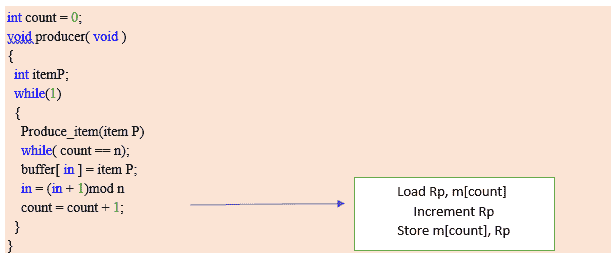 int count = 0;
void producer( void )
{
int itemP;
while(1)
{
Produce_item(item P)
while( count == n);
buffer[ in ] = item P;
in = (in + 1)mod n
count = count + 1;
}
}
Load Rp, m[count]
Increment Rp
Store m[count], Rp